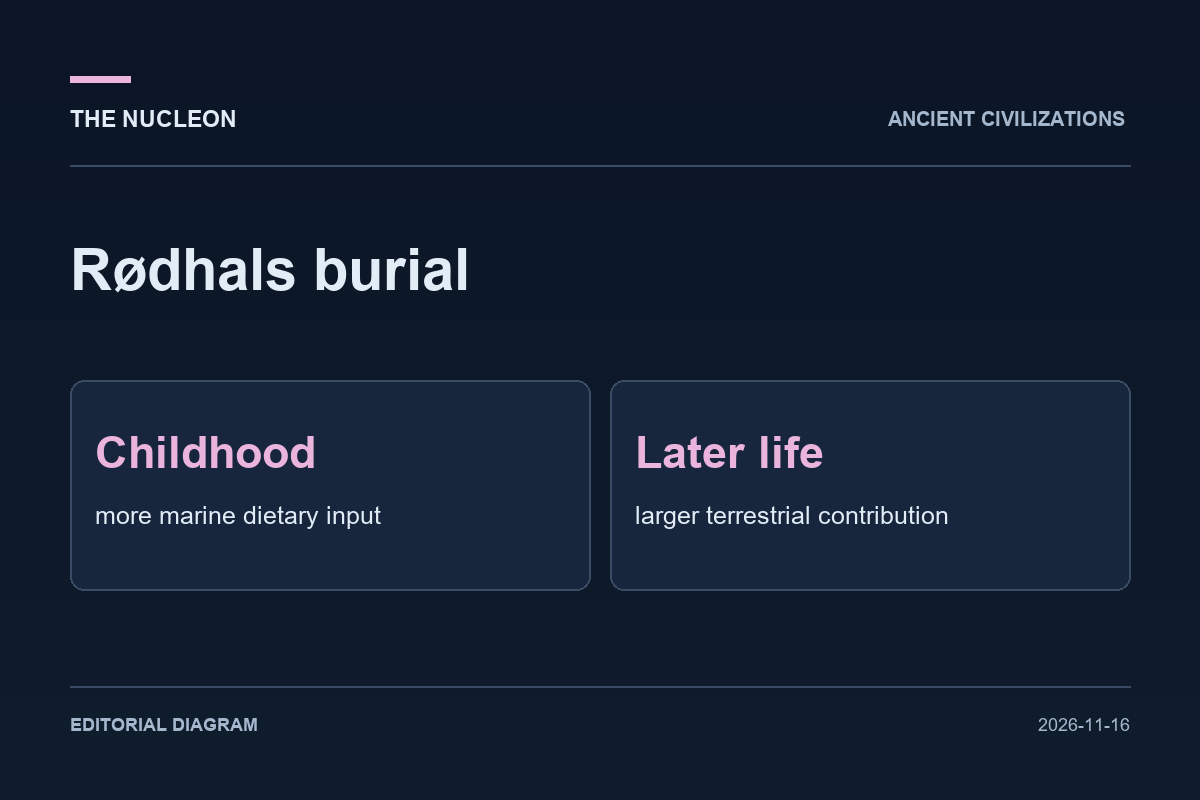 THE NUCLEON
ANCIENT CIVILIZATIONS
Rødhals burial
Childhood
more marine dietary input
Later life
larger terrestrial contribution
EDITORIAL DIAGRAM
2026-11-16